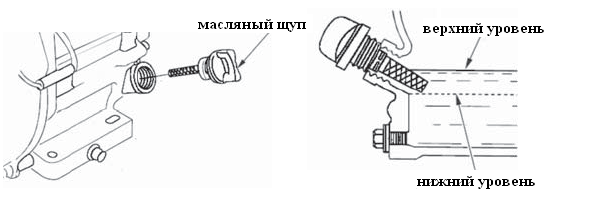 масляный щуп
верхний уровень
нижний уровень